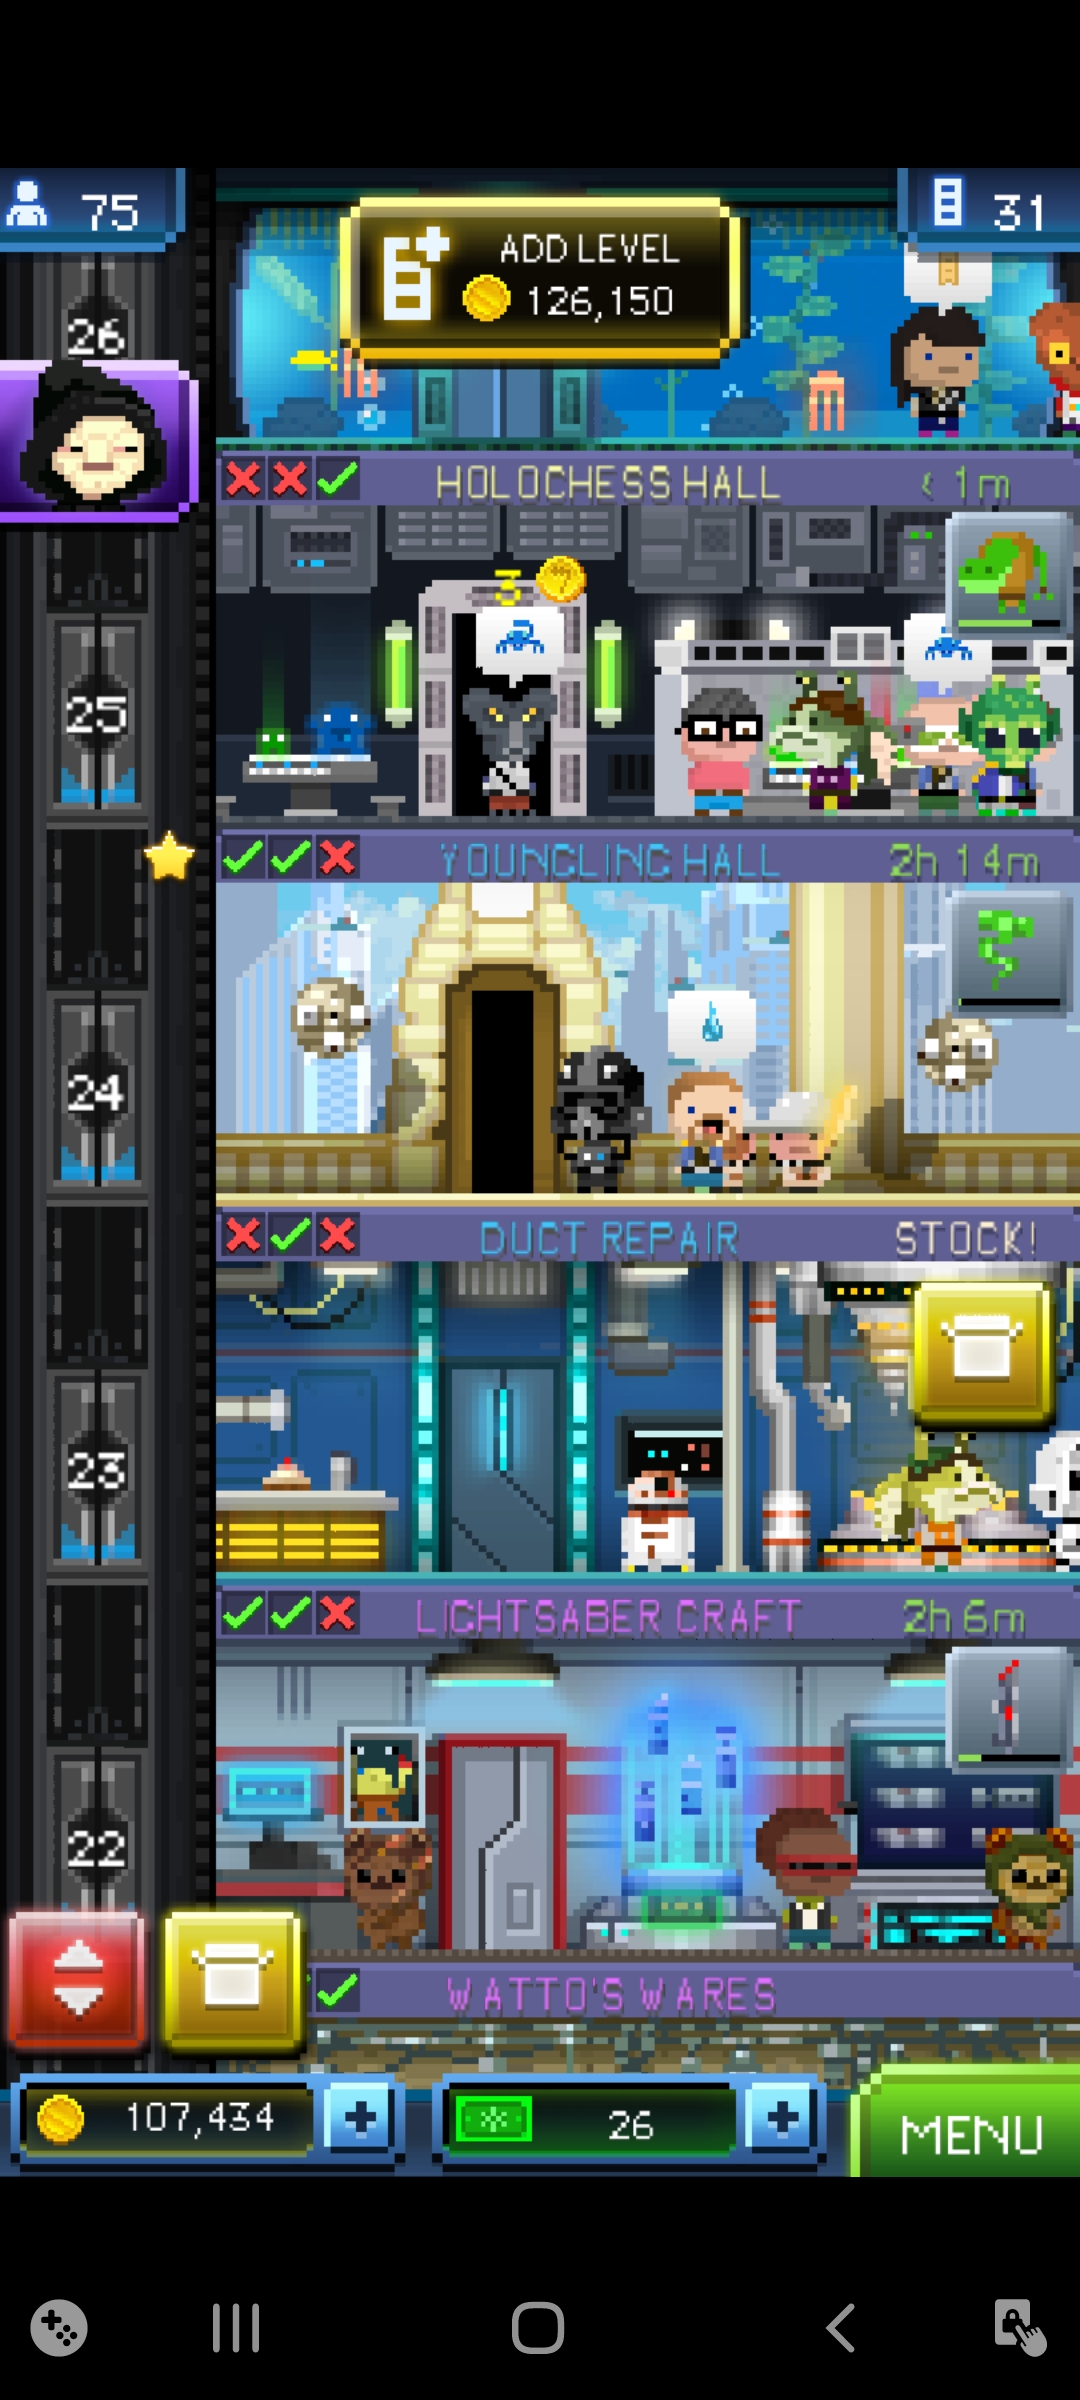 75
31
ADD LEVEL
126,150
26
HOLOCHESS HALL
< 1m
3
25
YOUNGLING HALL
2h 14m
24
DUCT REPAIR
STOCK!
23
LIGHTSABER CRAFT
2h 6m
22
WATTO'S WARES
107,434
26
MENU